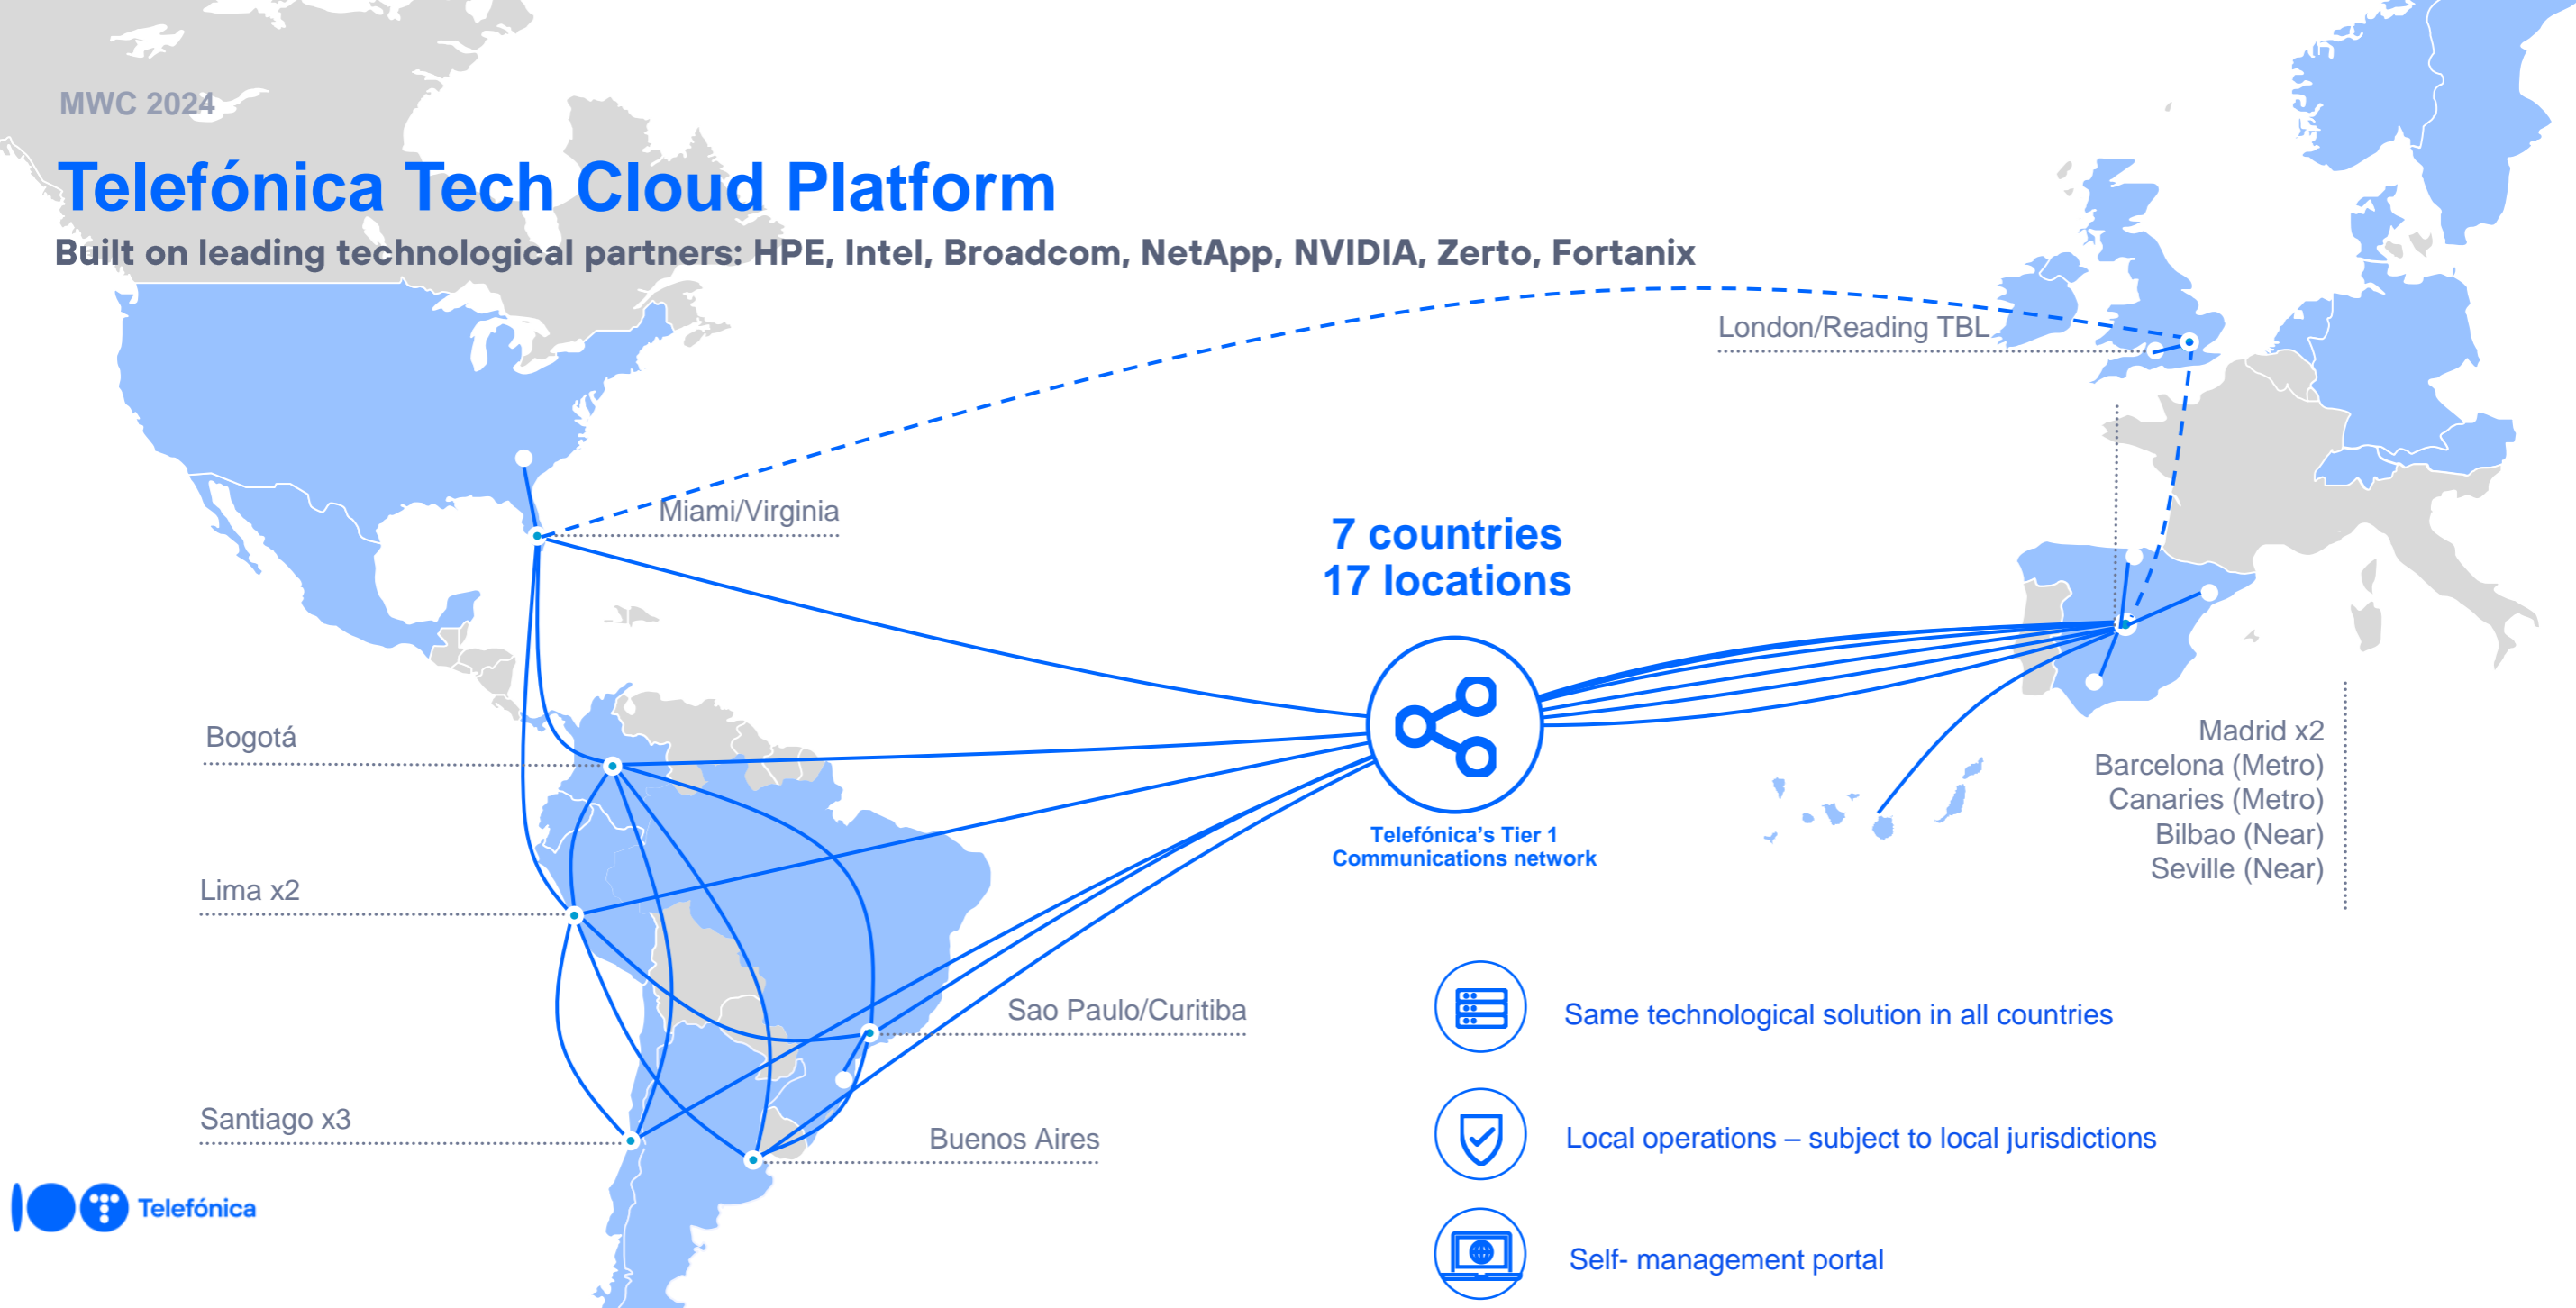 MWC 2024
Telefónica Tech Cloud Platform
Built on leading technological partners: HPE, Intel, Broadcom, NetApp, NVIDIA, Zerto, Fortanix
London/Reading TBL
Miami/Virginia
7 countries
17 locations
Telefónica’s Tier 1
Communications network
Bogotá
Lima x2
Santiago x3
Sao Paulo/Curitiba
Buenos Aires
Madrid x2
Barcelona (Metro)
Canaries (Metro)
Bilbao (Near)
Seville (Near)
Same technological solution in all countries
Local operations – subject to local jurisdictions
Self- management portal
100 Telefónica